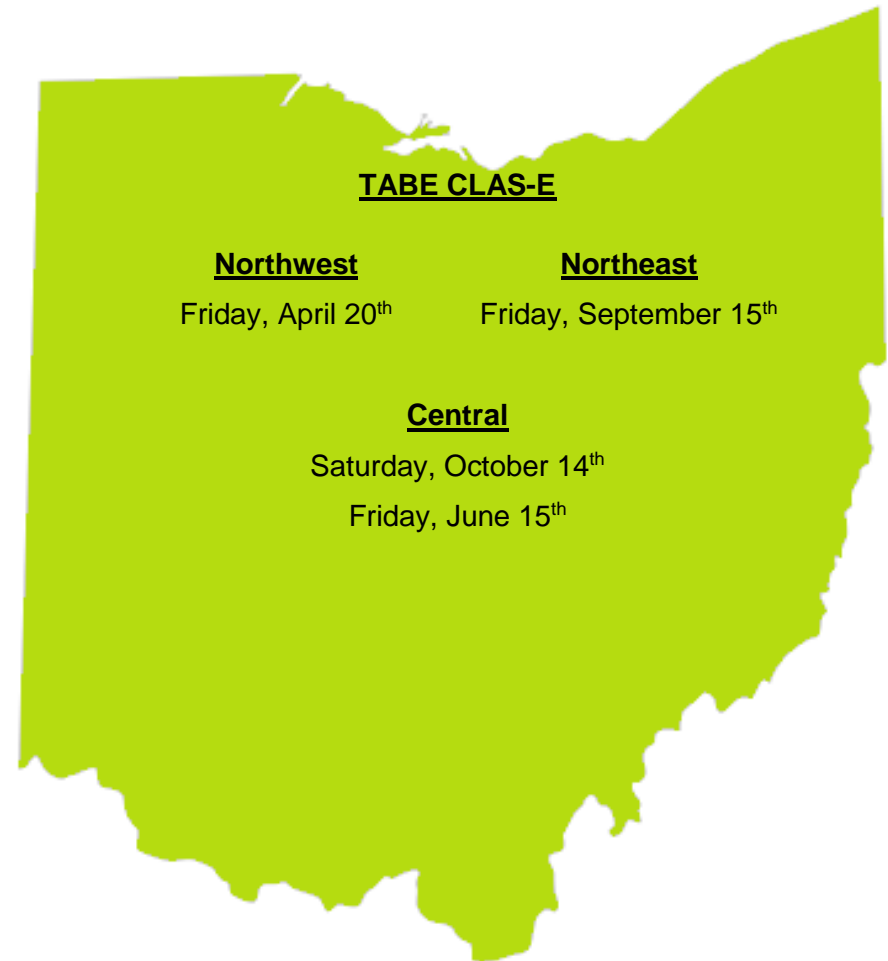 TABE CLAS-E
Northwest
Friday, April 20th
Northeast
Friday, September 15th
Central
Saturday, October 14th
Friday, June 15th